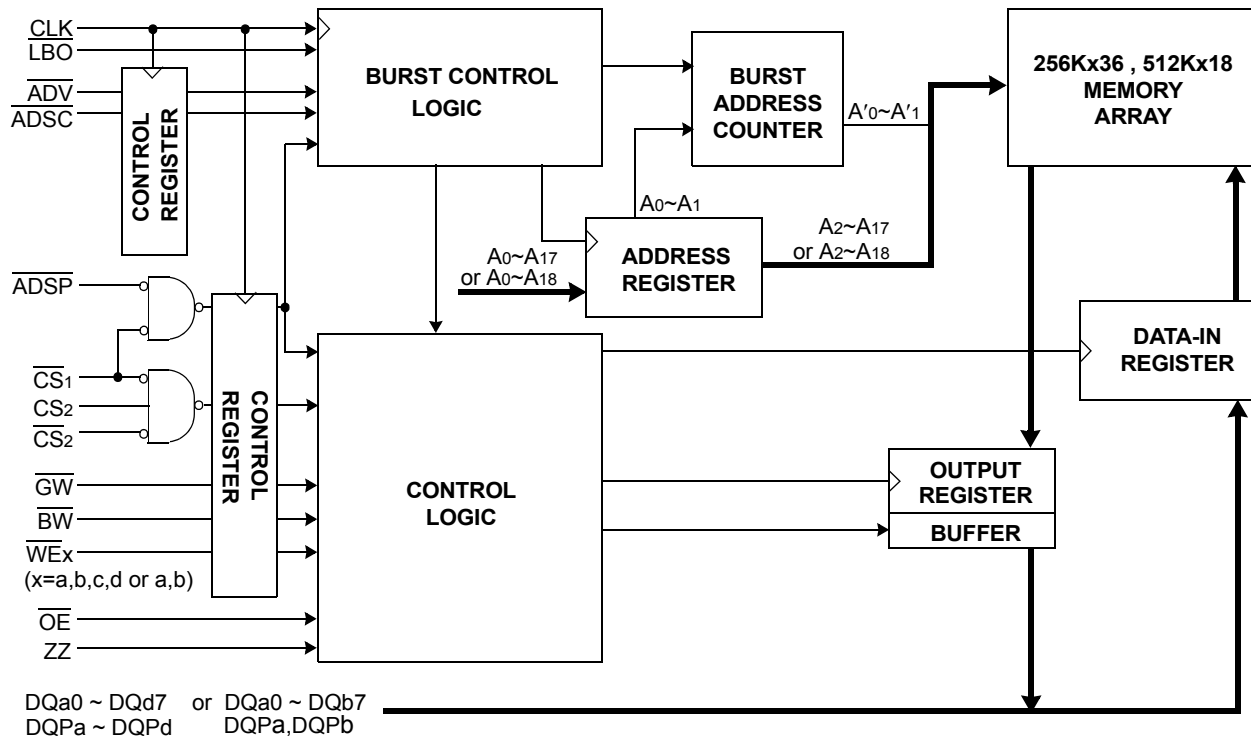 CLK
LBO
ADV
ADSC
CONTROL
REGISTER
BURST CONTROL
LOGIC
BURST
ADDRESS
COUNTER
A′0~A′1
256Kx36 , 512Kx18
MEMORY
ARRAY
A0~A1
A0~A17
or A0~A18
ADDRESS
REGISTER
A2~A17
or A2~A18
ADSP
CS1
CS2
CS2
CONTROL
REGISTER
DATA-IN
REGISTER
GW
BW
WEx
(x=a,b,c,d or a,b)
CONTROL
LOGIC
OUTPUT
REGISTER
BUFFER
OE
ZZ
DQa0 ~ DQd7 or DQa0 ~ DQb7
DQPa ~ DQPd DQPa,DQPb